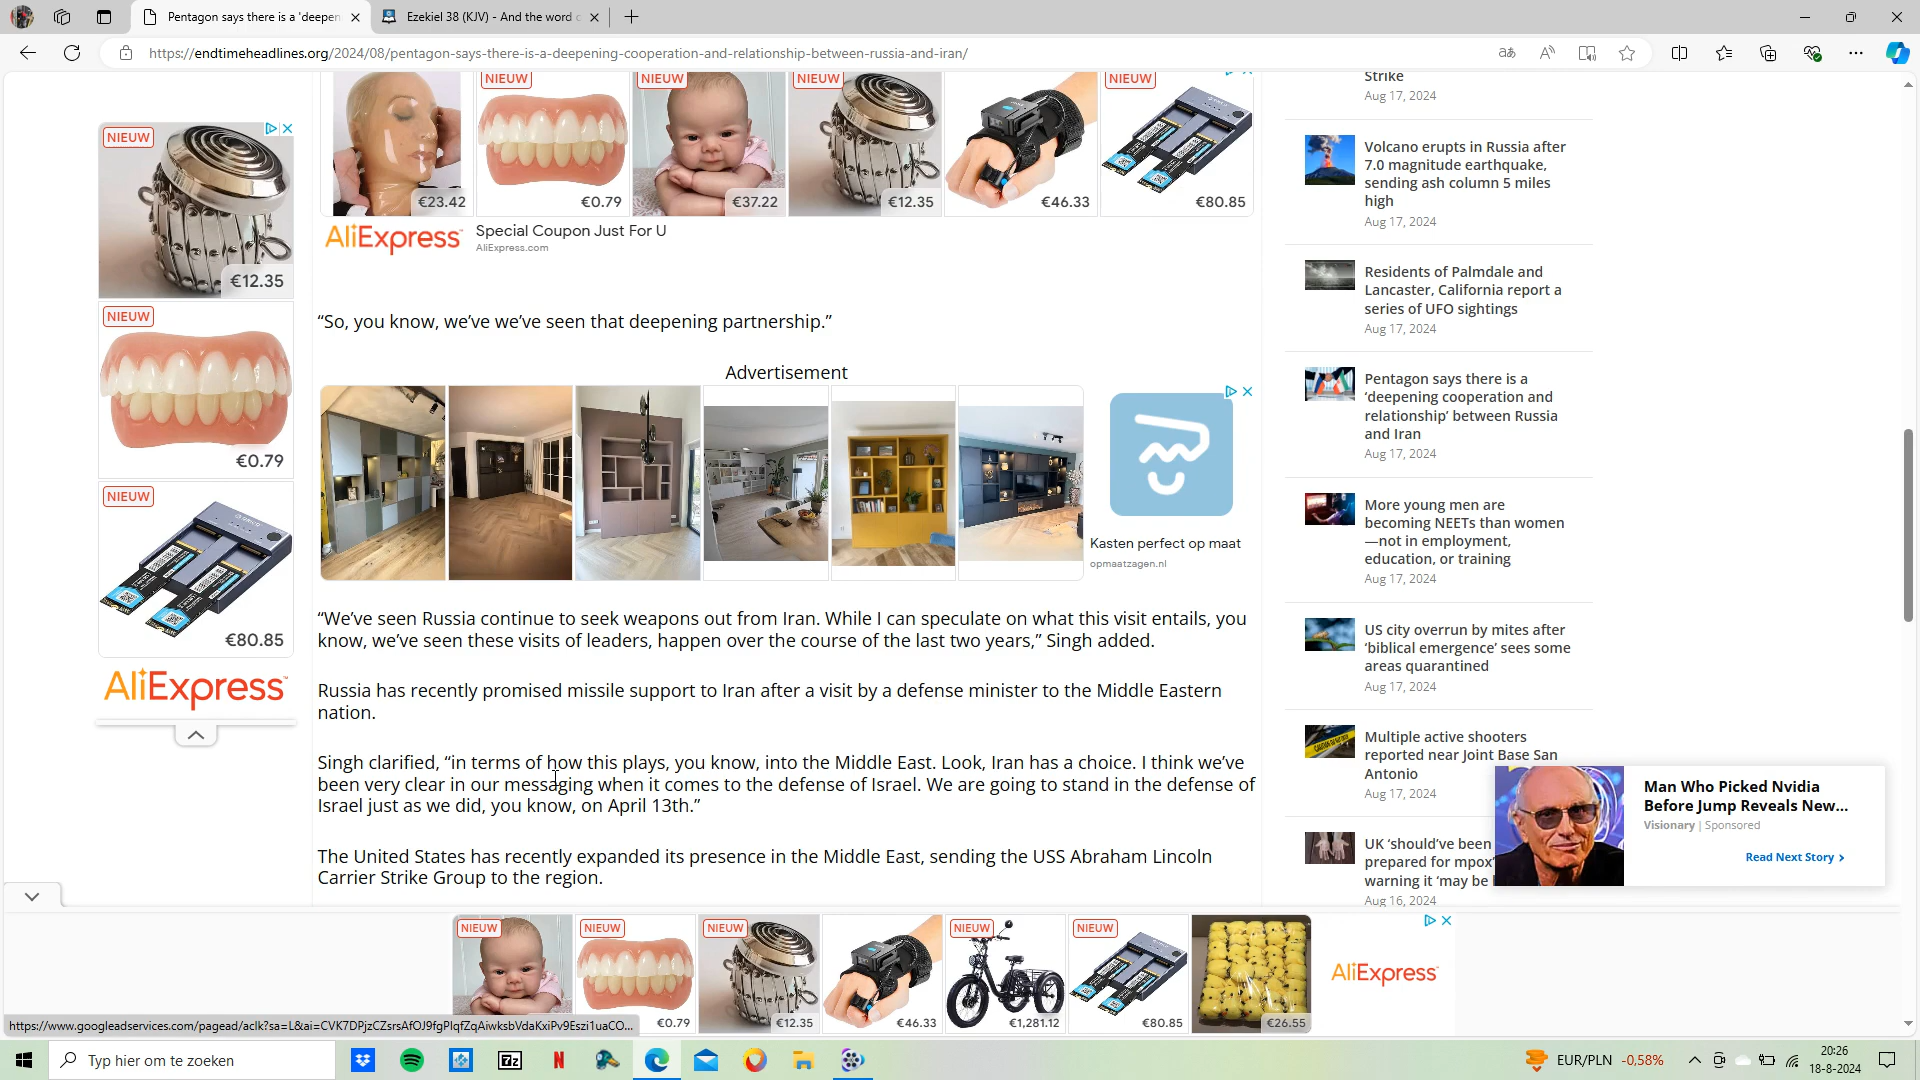 Pentagon says there is a 'deepen
Ezekiel 38 (KJV) - And the word
https://endtimeheadlines.org/2024/08/pentagon-says-there-is-a-deepening-cooperation-and-relationship-between-russia-and-iran/
NIEUW
€12.35
NIEUW
€0.79
NIEUW
€80.85
AliExpress
€23.42
NIEUW
€0.79
NIEUW
€37.22
NIEUW
€12.35
€46.33
NIEUW
€80.85
AliExpress
Special Coupon Just For U
AliExpress.com
“So, you know, we’ve we’ve seen that deepening partnership.”
Advertisement
Kasten perfect op maat
opmaatzagen.nl
“We’ve seen Russia continue to seek weapons out from Iran. While I can speculate on what this visit entails, you
know, we’ve seen these visits of leaders, happen over the course of the last two years,” Singh added.
Russia has recently promised missile support to Iran after a visit by a defense minister to the Middle Eastern
nation.
Singh clarified, “in terms of how this plays, you know, into the Middle East. Look, Iran has a choice. I think we’ve
been very clear in our messaging when it comes to the defense of Israel. We are going to stand in the defense of
Israel just as we did, you know, on April 13th.”
The United States has recently expanded its presence in the Middle East, sending the USS Abraham Lincoln
Carrier Strike Group to the region.
Strike
Aug 17, 2024
Volcano erupts in Russia after
7.0 magnitude earthquake,
sending ash column 5 miles
high
Aug 17, 2024
Residents of Palmdale and
Lancaster, California report a
series of UFO sightings
Aug 17, 2024
Pentagon says there is a
‘deepening cooperation and
relationship’ between Russia
and Iran
Aug 17, 2024
More young men are
becoming NEETs than women
—not in employment,
education, or training
Aug 17, 2024
US city overrun by mites after
‘biblical emergence’ sees some
areas quarantined
Aug 17, 2024
Multiple active shooters
reported near Joint Base San
Antonio
Aug 17, 2024
UK ‘should’ve been
prepared for mpox’
warning it ‘may be
Aug 16, 2024
Man Who Picked Nvidia
Before Jump Reveals New...
Visionary | Sponsored
Read Next Story
NIEUW
NIEUW
€0.79
NIEUW
€12.35
€46.33
NIEUW
€1,281.12
NIEUW
€80.85
€26.55
AliExpress
https://www.googleadservices.com/pagead/aclk?sa=L&ai=CVK7DPjzCZsrsAfOJ9fgPlqfZqAiwksbVdaKxiPv9Eszi1uaCO...
Typ hier om te zoeken
7z
N
EUR/PLN -0,58%
20:26
18-8-2024